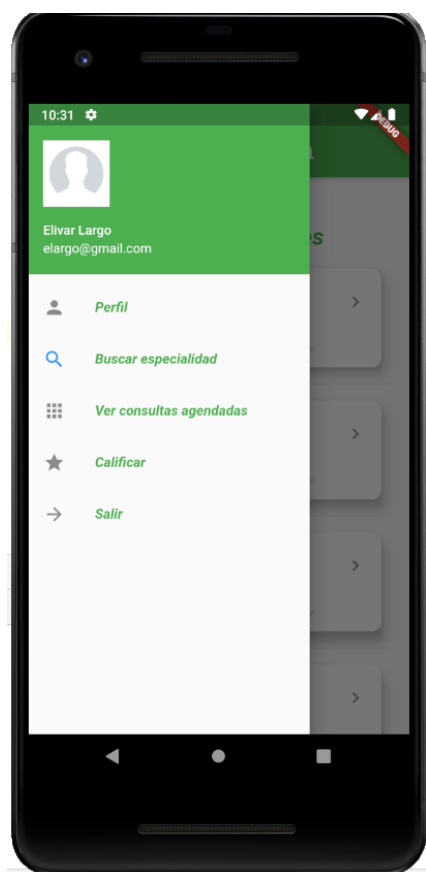 10:31
DEBUG
Elivar Largo
elargo@gmail.com
Perfil
Buscar especialidad
Ver consultas agendadas
Calificar
Salir